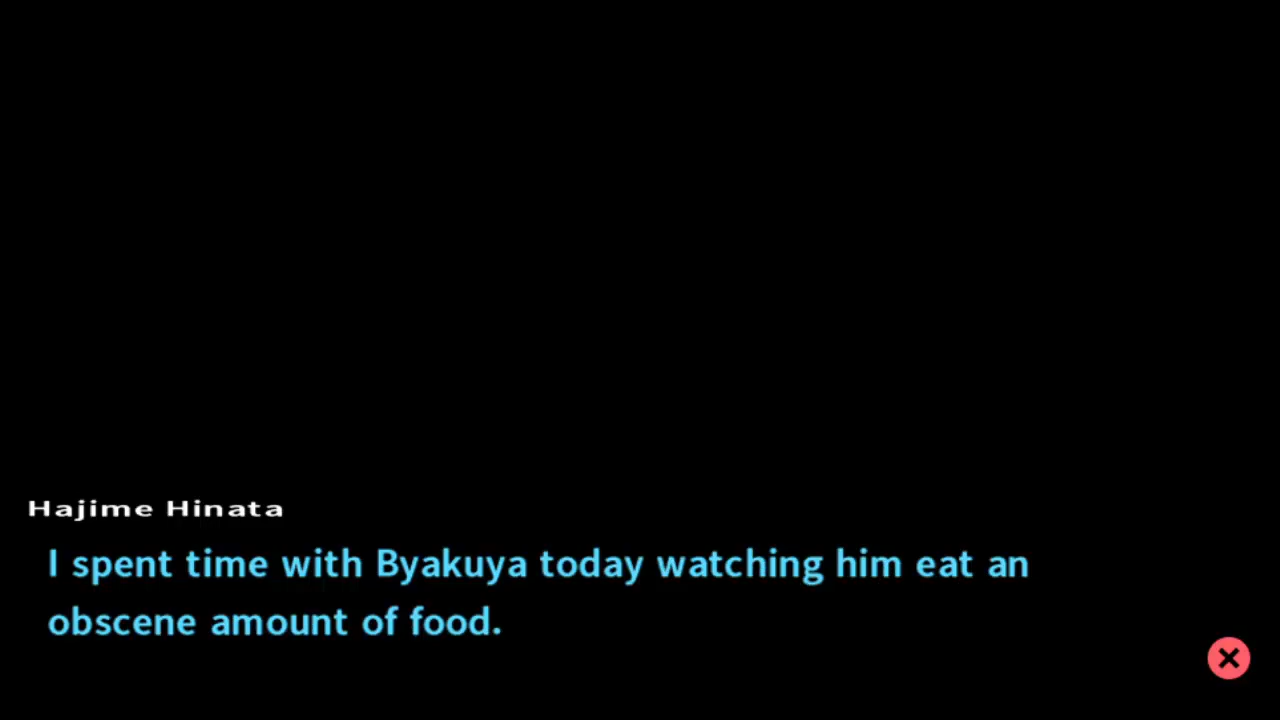 Hajime Hinata
I spent time with Byakuya today watching him eat an
obscene amount of food.